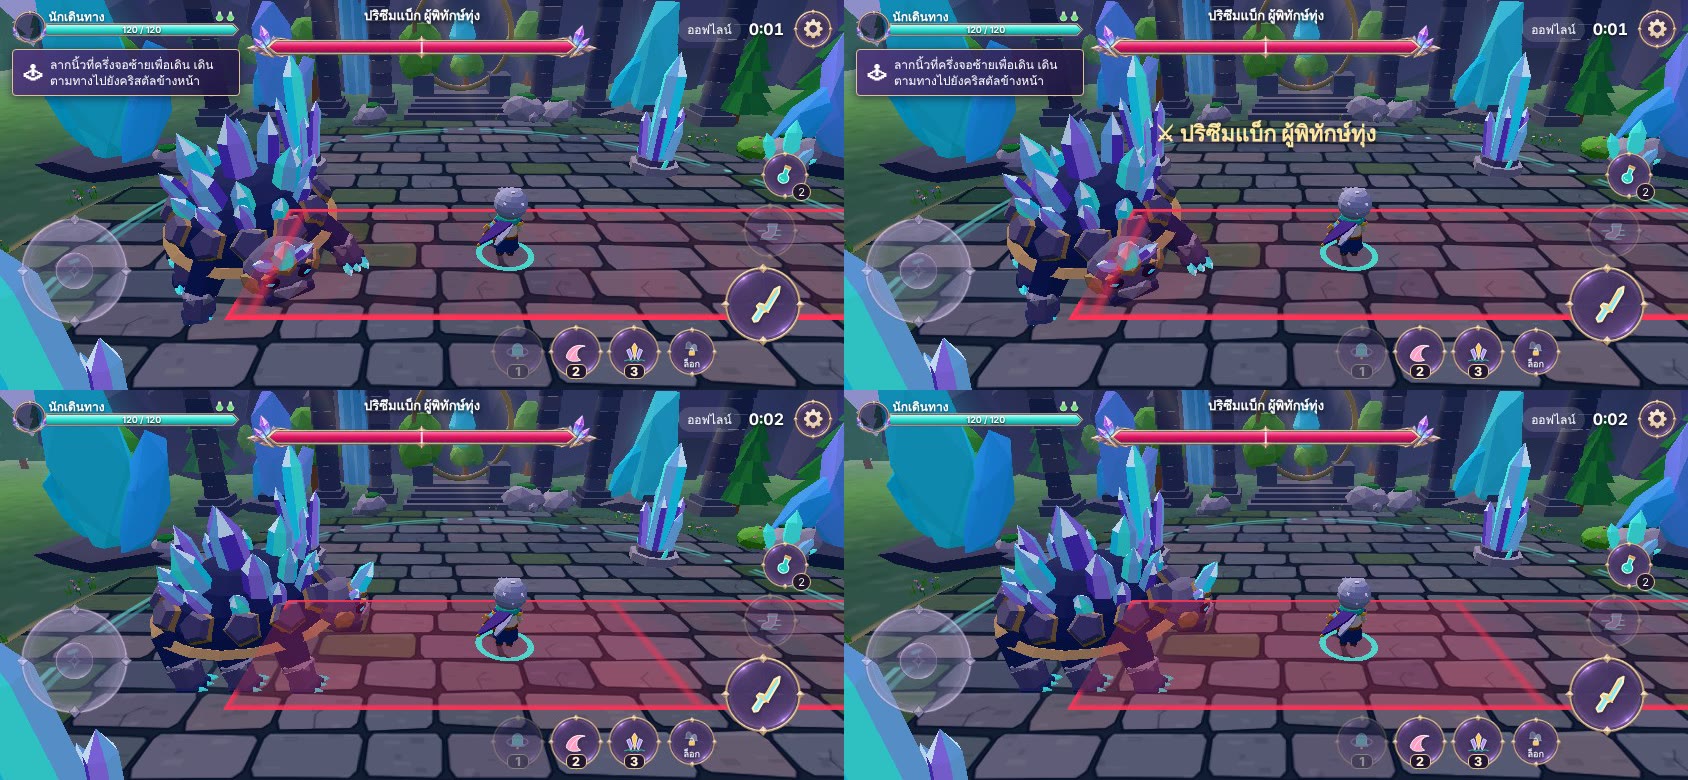 นักเดินทาง
120 / 120
ปริซึมแบ็ก ผู้พิทักษ์ทุ่ง
ออฟไลน์ 0:01
ลากนิ้วที่ครึ่งจอซ้ายเพื่อเดิน เดิน
ตามทางไปยังคริสตัลข้างหน้า
2
1
2
3
ล็อก
นักเดินทาง
120 / 120
ปริซึมแบ็ก ผู้พิทักษ์ทุ่ง
ออฟไลน์ 0:01
ลากนิ้วที่ครึ่งจอซ้ายเพื่อเดิน เดิน
ตามทางไปยังคริสตัลข้างหน้า
ปริซึมแบ็ก ผู้พิทักษ์ทุ่ง
2
1
2
3
ล็อก
นักเดินทาง
120 / 120
ปริซึมแบ็ก ผู้พิทักษ์ทุ่ง
ออฟไลน์ 0:02
2
1
2
3
ล็อก
นักเดินทาง
120 / 120
ปริซึมแบ็ก ผู้พิทักษ์ทุ่ง
ออฟไลน์ 0:02
2
1
2
3
ล็อก